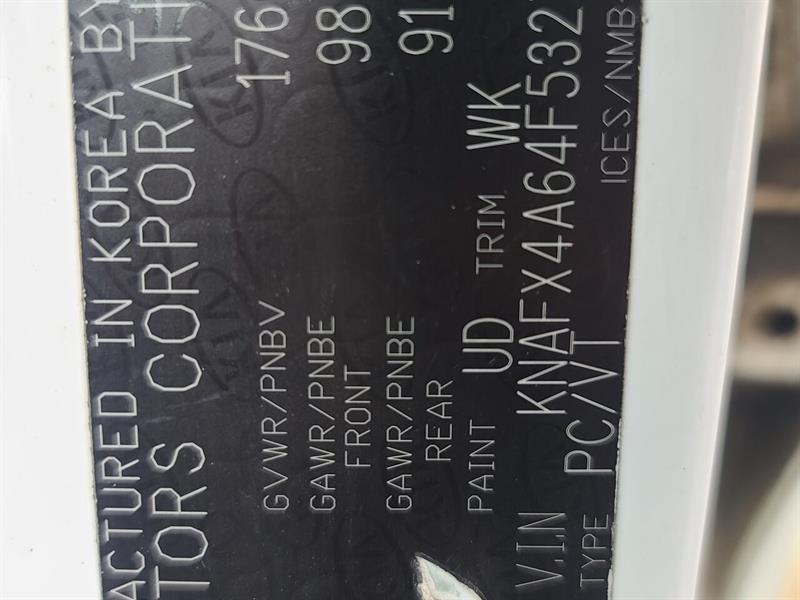 ACTURED IN KOREA BY
TORS CORPORATI
GVWR/PNBV 176
GAWR/PNBE FRONT 98
GAWR/PNBE REAR 91
PAINT UD TRIM WK
V.I.N KNAFX4A64F532
TYPE PC/VT
ICES/NMB-